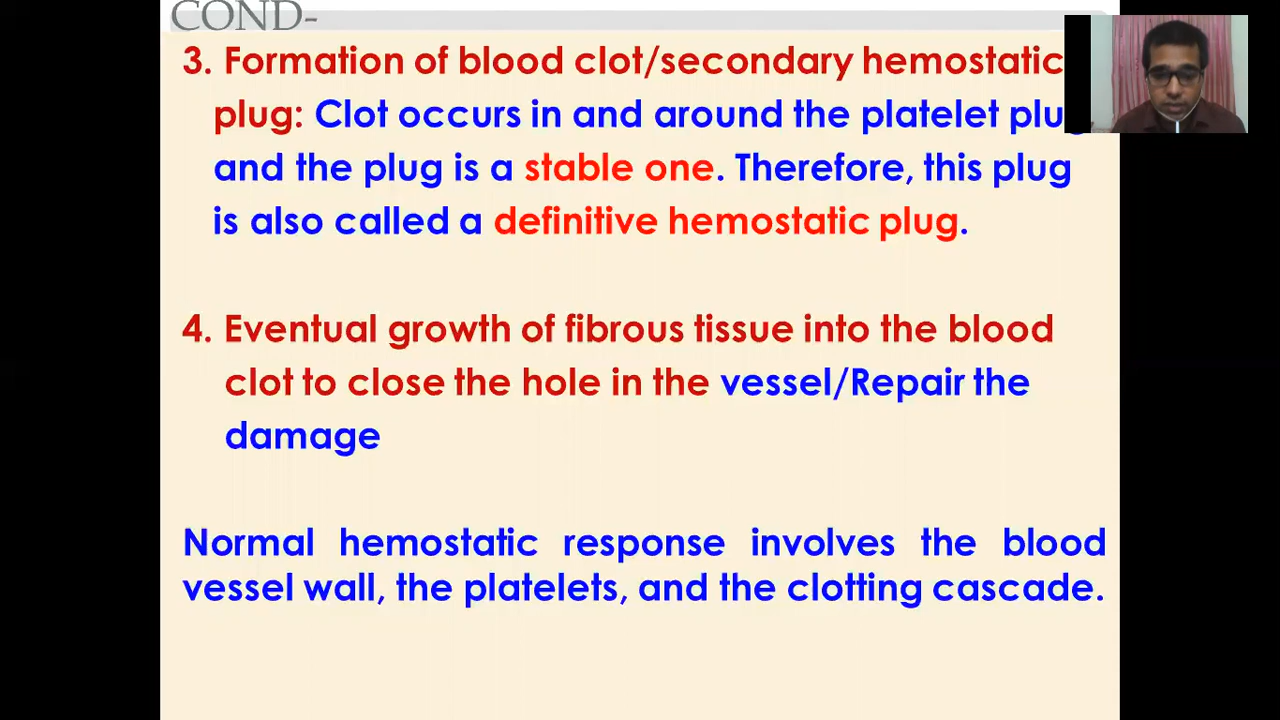 COND-
3. Formation of blood clot/secondary hemostatic
plug: Clot occurs in and around the platelet plug
and the plug is a stable one. Therefore, this plug
is also called a definitive hemostatic plug.
4. Eventual growth of fibrous tissue into the blood
clot to close the hole in the vessel/Repair the
damage
Normal hemostatic response involves the blood
vessel wall, the platelets, and the clotting cascade.